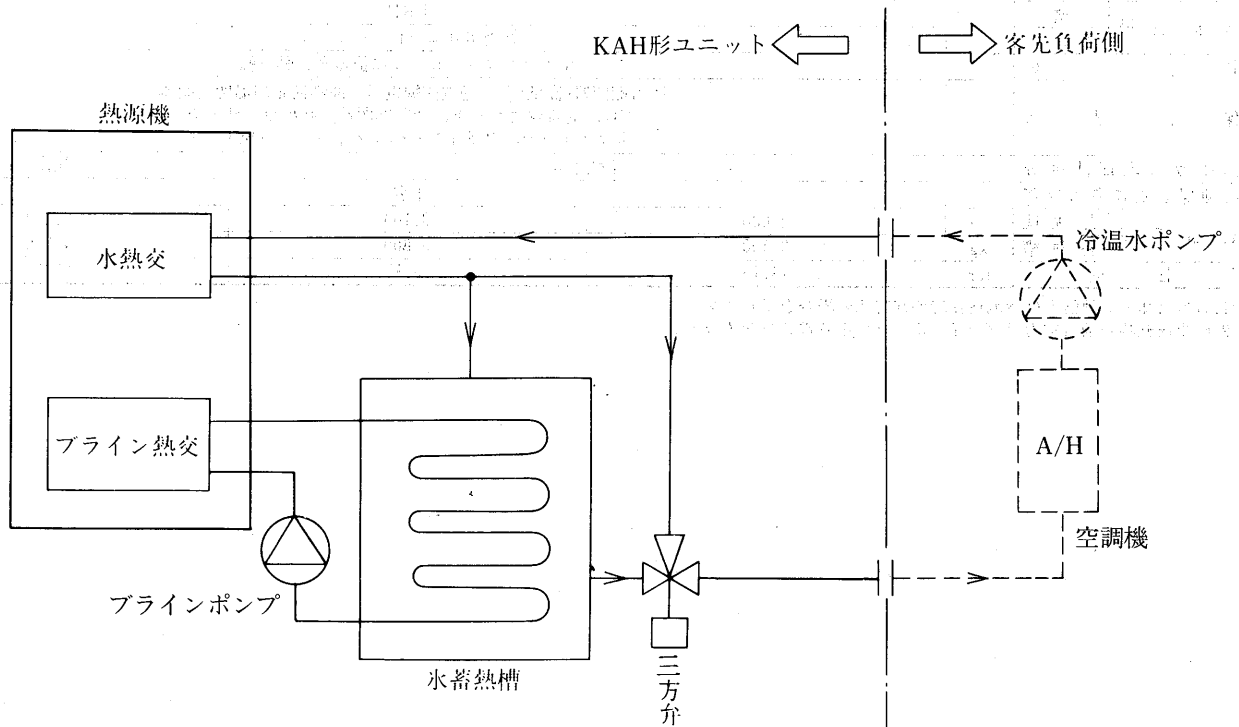 KAH形ユニット
客先負荷側
熱源機
水熱交
冷温水ポンプ
ブライン熱交
A/H
空調機
ブラインポンプ
氷蓄熱槽
三方弁